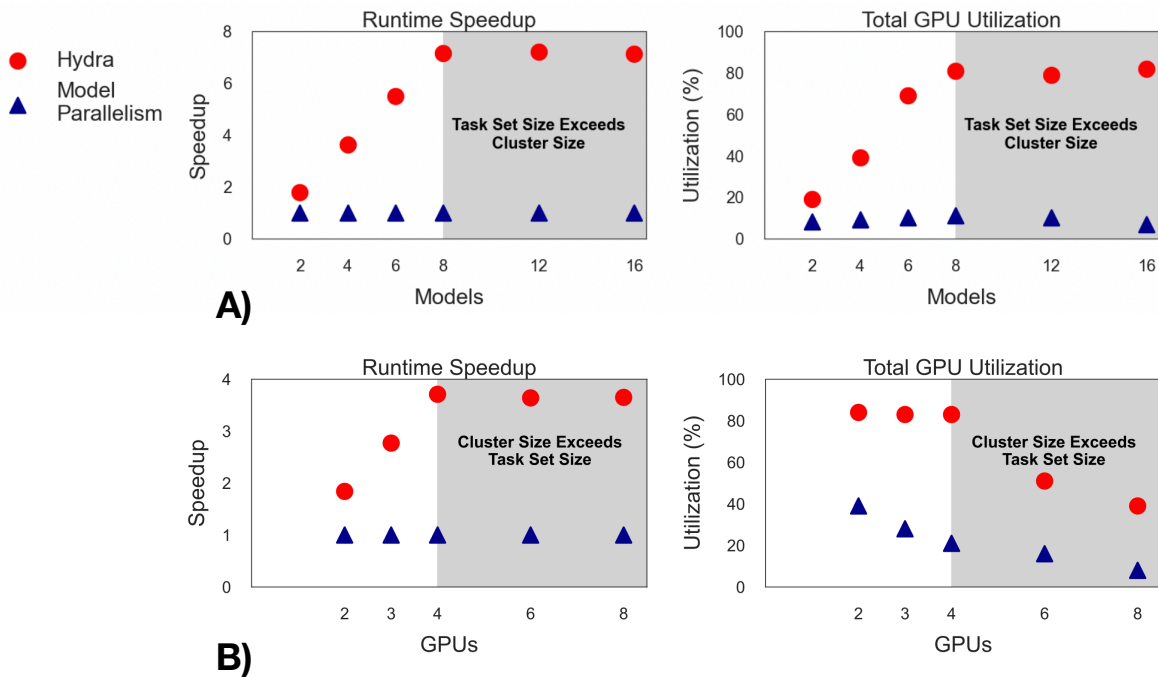 Hydra
Model
Parallelism
Runtime Speedup
Speedup
8
6
4
2
0
Task Set Size Exceeds
Cluster Size
2 4 6 8 12 16
Models
Total GPU Utilization
Utilization (%)
100
80
60
40
20
0
Task Set Size Exceeds
Cluster Size
2 4 6 8 12 16
Models
A)
Runtime Speedup
Speedup
4
3
2
1
0
Cluster Size Exceeds
Task Set Size
2 3 4 6 8
GPUs
Total GPU Utilization
Utilization (%)
100
80
60
40
20
0
Cluster Size Exceeds
Task Set Size
2 3 4 6 8
GPUs
B)